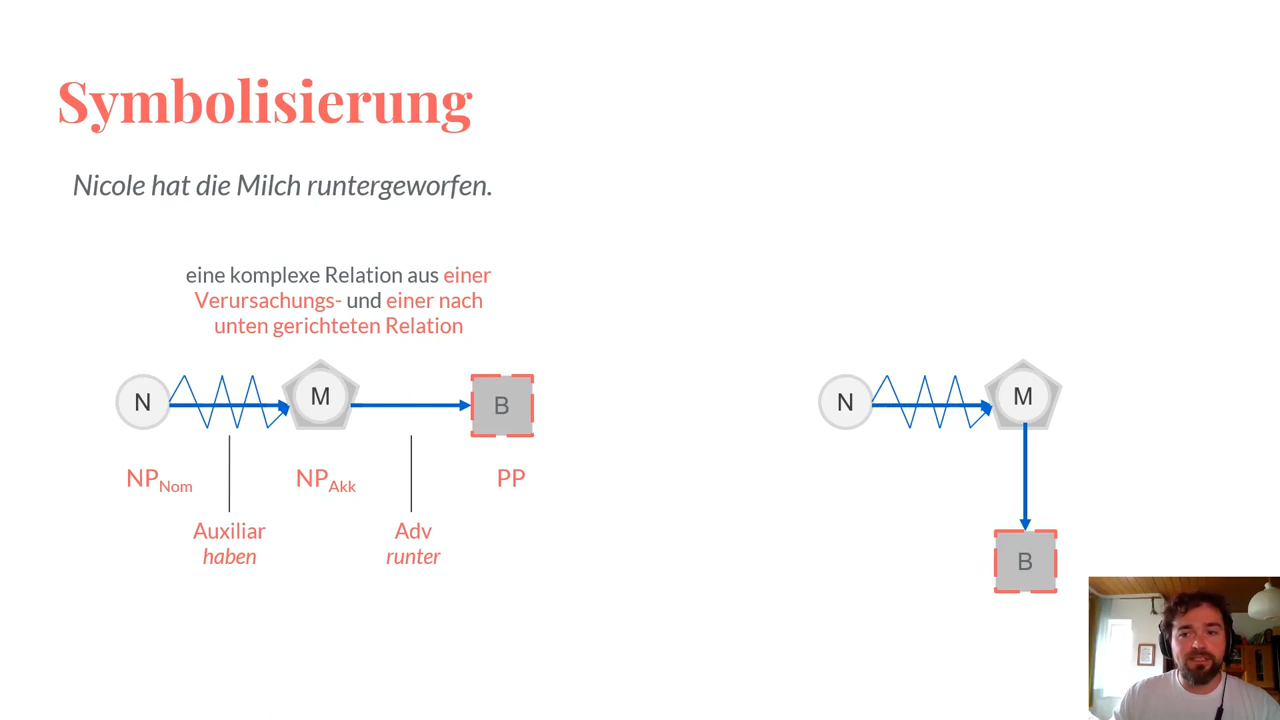 Symbolisierung
Nicole hat die Milch runtergeworfen.
eine komplexe Relation aus einer
Verursachungs- und einer nach
unten gerichteten Relation
N M B
NPNom NPAkk PP
Auxiliar Adv
haben runter
N M
B